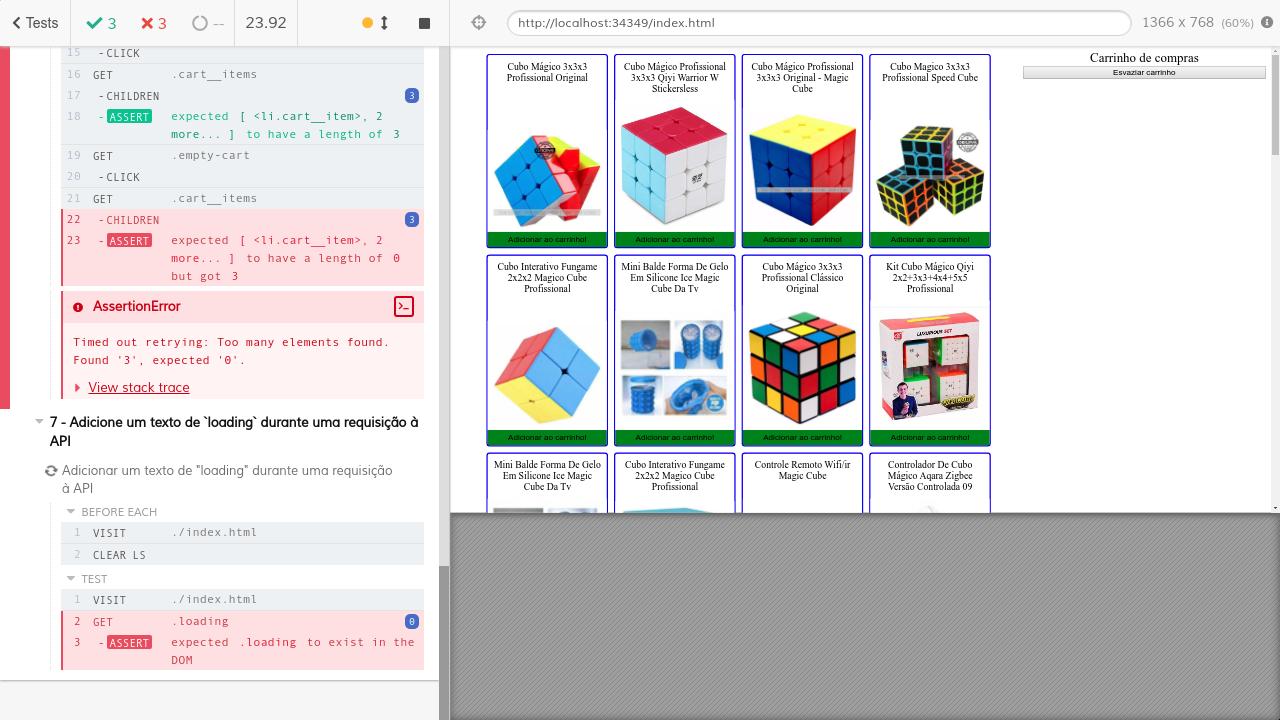 Tests
3
3
--
23.92
http://localhost:34349/index.html
1366 x 768 (60%)
15 -CLICK
16 GET .cart__items
17 -CHILDREN 3
18 -ASSERT expected [ <li.cart__item>, 2
more... ] to have a length of 3
19 GET .empty-cart
20 -CLICK
21 GET .cart__items
22 -CHILDREN 3
23 -ASSERT expected [ <li.cart__item>, 2
more... ] to have a length of 0
but got 3
AssertionError
Timed out retrying: Too many elements found.
Found '3', expected '0'.
View stack trace
7 - Adicione um texto de `loading` durante uma requisição à
API
Adicionar um texto de "loading" durante uma requisição
à API
BEFORE EACH
1 VISIT ./index.html
2 CLEAR LS
TEST
1 VISIT ./index.html
2 GET .loading 0
3 -ASSERT expected .loading to exist in the
DOM
Cubo Mágico 3x3x3
Profissional Original
Adicionar ao carrinho!
Cubo Mágico Profissional
3x3x3 Qiyi Warrior W
Stickersless
Adicionar ao carrinho!
Cubo Mágico Profissional
3x3x3 Original - Magic
Cube
Adicionar ao carrinho!
Cubo Magico 3x3x3
Profissional Speed Cube
Adicionar ao carrinho!
Carrinho de compras
Esvaziar carrinho
Cubo Interativo Fungame
2x2x2 Magico Cube
Profissional
Adicionar ao carrinho!
Mini Balde Forma De Gelo
Em Silicone Ice Magic
Cube Da Tv
Adicionar ao carrinho!
Cubo Mágico 3x3x3
Profissional Clássico
Original
Adicionar ao carrinho!
Kit Cubo Mágico Qiyi
2x2+3x3+4x4+5x5
Profissional
LUXURIOUS SET
Adicionar ao carrinho!
Mini Balde Forma De Gelo
Em Silicone Ice Magic
Cube Da Tv
Cubo Interativo Fungame
2x2x2 Magico Cube
Profissional
Controle Remoto Wifi/ir
Magic Cube
Controlador De Cubo
Mágico Aqara Zigbee
Versão Controlada 09